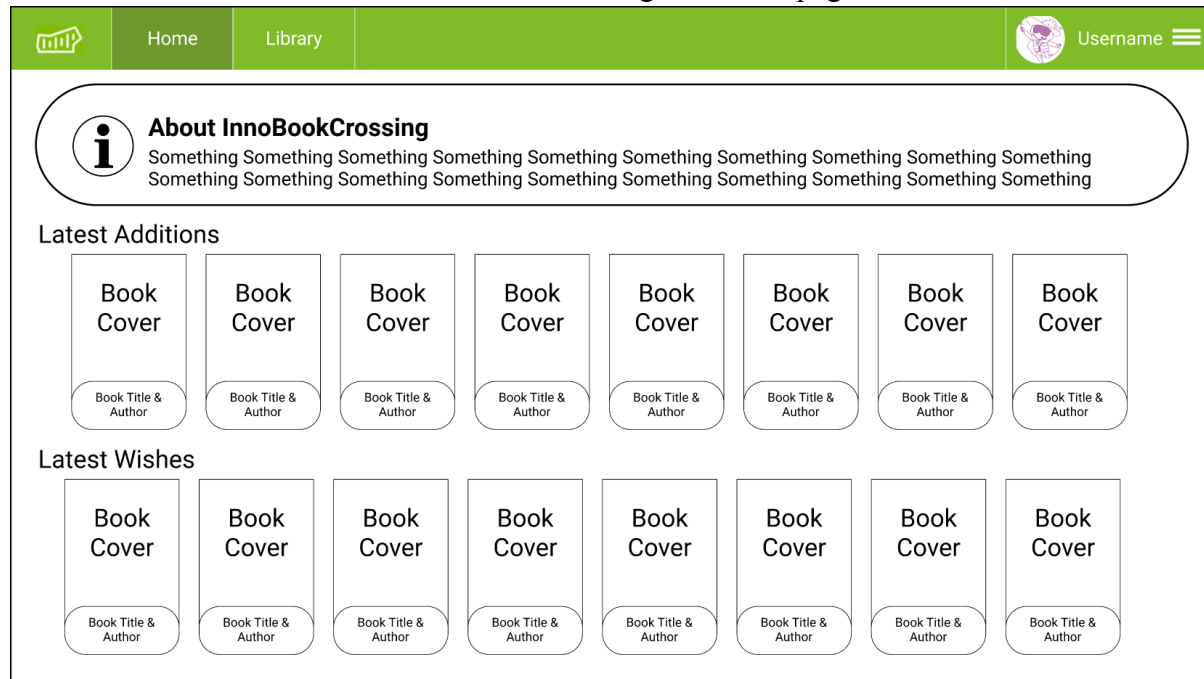 Home Library Username
About InnoBookCrossing
Something Something Something Something Something Something Something Something Something Something
Something Something Something Something Something Something Something Something Something Something
Latest Additions
Book Book Book Book Book Book Book Book
Cover Cover Cover Cover Cover Cover Cover Cover
Book Title & Book Title & Book Title & Book Title & Book Title & Book Title & Book Title & Book Title &
Author Author Author Author Author Author Author Author
Latest Wishes
Book Book Book Book Book Book Book Book
Cover Cover Cover Cover Cover Cover Cover Cover
Book Title & Book Title & Book Title & Book Title & Book Title & Book Title & Book Title & Book Title &
Author Author Author Author Author Author Author Author